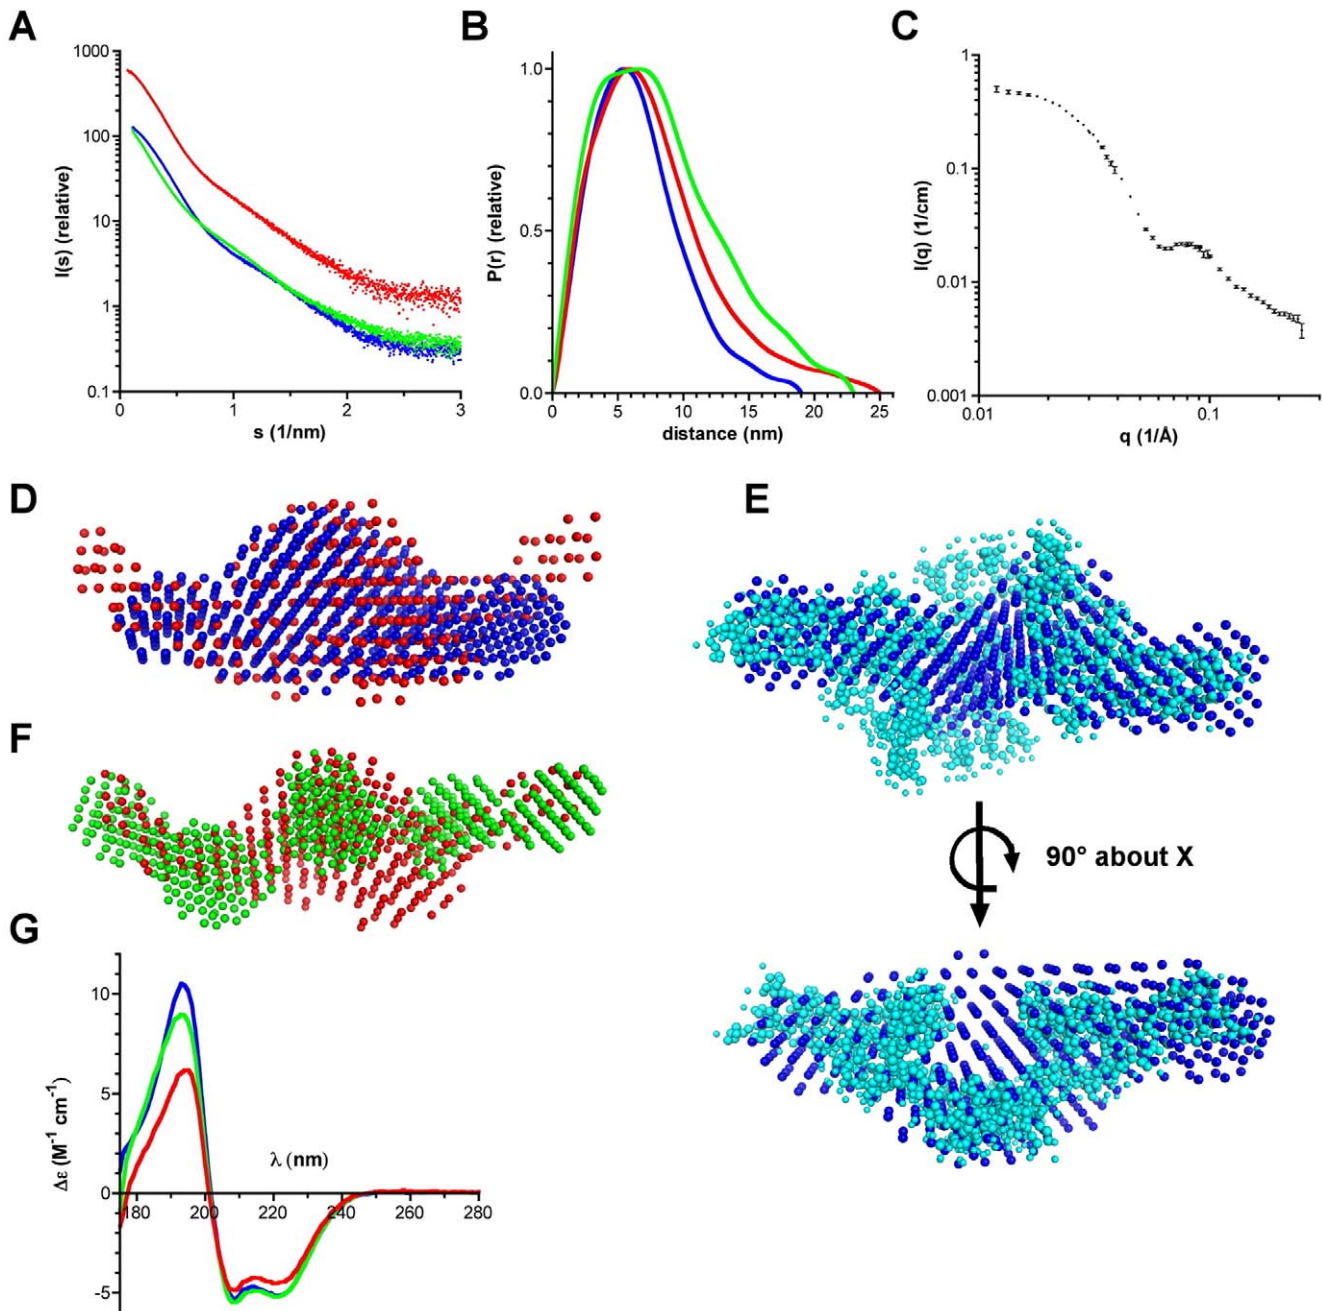 A
B
C
1000
100
10
1
0.1
I(s) (relative)
0
1
2
3
s (1/nm)
1.0
0.5
0.0
P(r) (relative)
0
5
10
15
20
25
distance (nm)
1
0.1
0.01
0.001
I(q) (1/cm)
0.01
0.1
q (1/Å)
D
E
F
90° about X
G
10
5
0
-5
Δε (M⁻¹ cm⁻¹)
λ (nm)
180
200
220
240
260
280